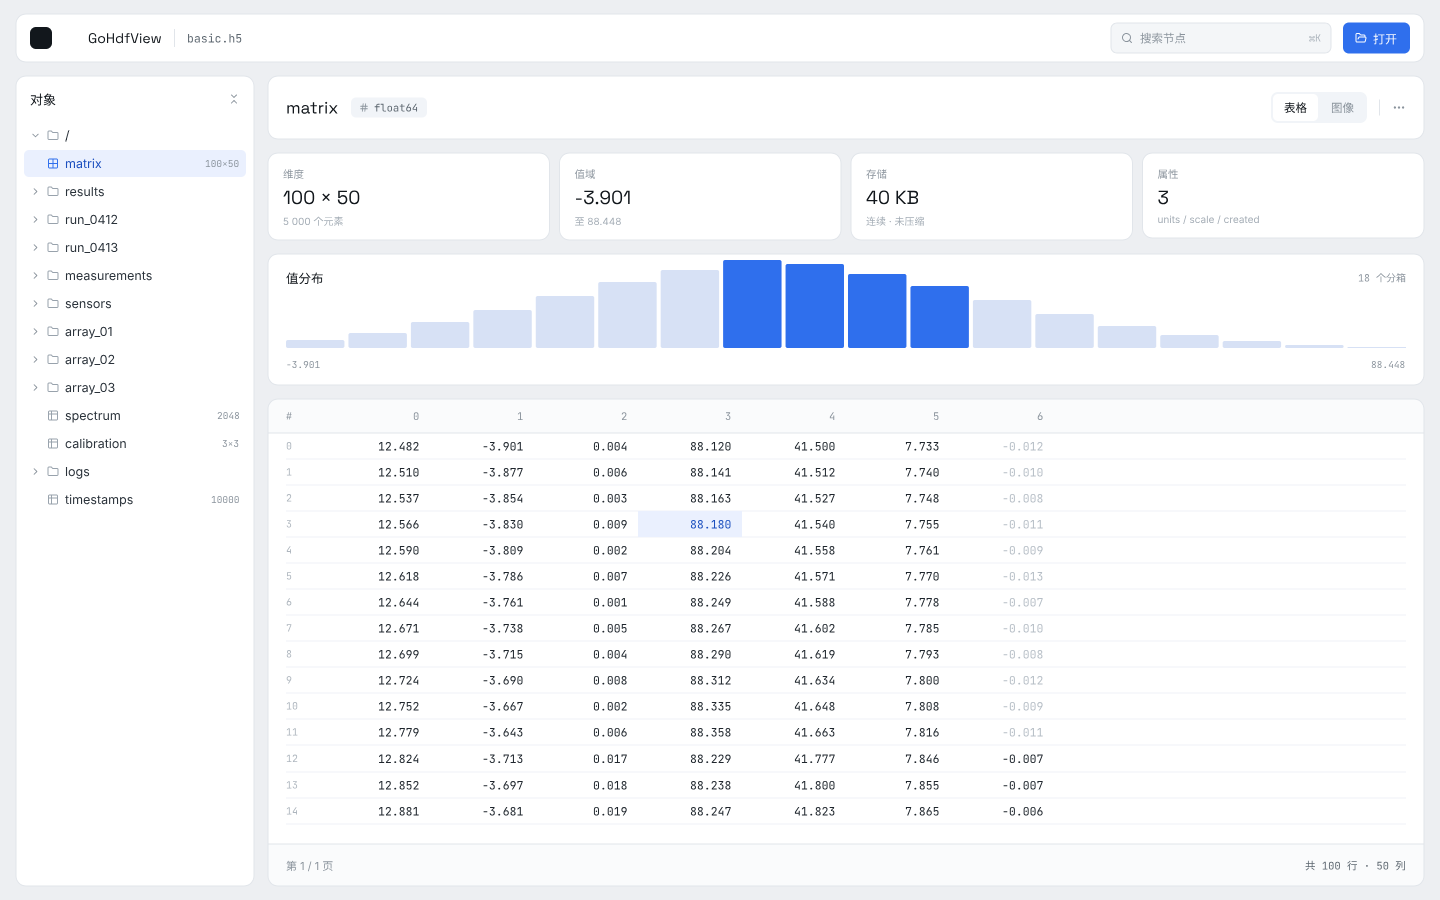 GoHdfView basic.h5 搜索节点 ⌘K 打开
对象
/
matrix 100×50
results
run_0412
run_0413
measurements
sensors
array_01
array_02
array_03
spectrum 2048
calibration 3×3
logs
timestamps 10000
matrix # float64 表格 图像 ···
维度
100 × 50
5 000 个元素
值域
-3.901
至 88.448
存储
40 KB
连续 · 未压缩
属性
3
units / scale / created
值分布 18 个分箱
-3.901 88.448
# 0 1 2 3 4 5 6
0 12.482 -3.901 0.004 88.120 41.500 7.733 -0.012
1 12.510 -3.877 0.006 88.141 41.512 7.740 -0.010
2 12.537 -3.854 0.003 88.163 41.527 7.748 -0.008
3 12.566 -3.830 0.009 88.180 41.540 7.755 -0.011
4 12.590 -3.809 0.002 88.204 41.558 7.761 -0.009
5 12.618 -3.786 0.007 88.226 41.571 7.770 -0.013
6 12.644 -3.761 0.001 88.249 41.588 7.778 -0.007
7 12.671 -3.738 0.005 88.267 41.602 7.785 -0.010
8 12.699 -3.715 0.004 88.290 41.619 7.793 -0.008
9 12.724 -3.690 0.008 88.312 41.634 7.800 -0.012
10 12.752 -3.667 0.002 88.335 41.648 7.808 -0.009
11 12.779 -3.643 0.006 88.358 41.663 7.816 -0.011
12 12.824 -3.713 0.017 88.229 41.777 7.846 -0.007
13 12.852 -3.697 0.018 88.238 41.800 7.855 -0.007
14 12.881 -3.681 0.019 88.247 41.823 7.865 -0.006
第 1 / 1 页 共 100 行 · 50 列